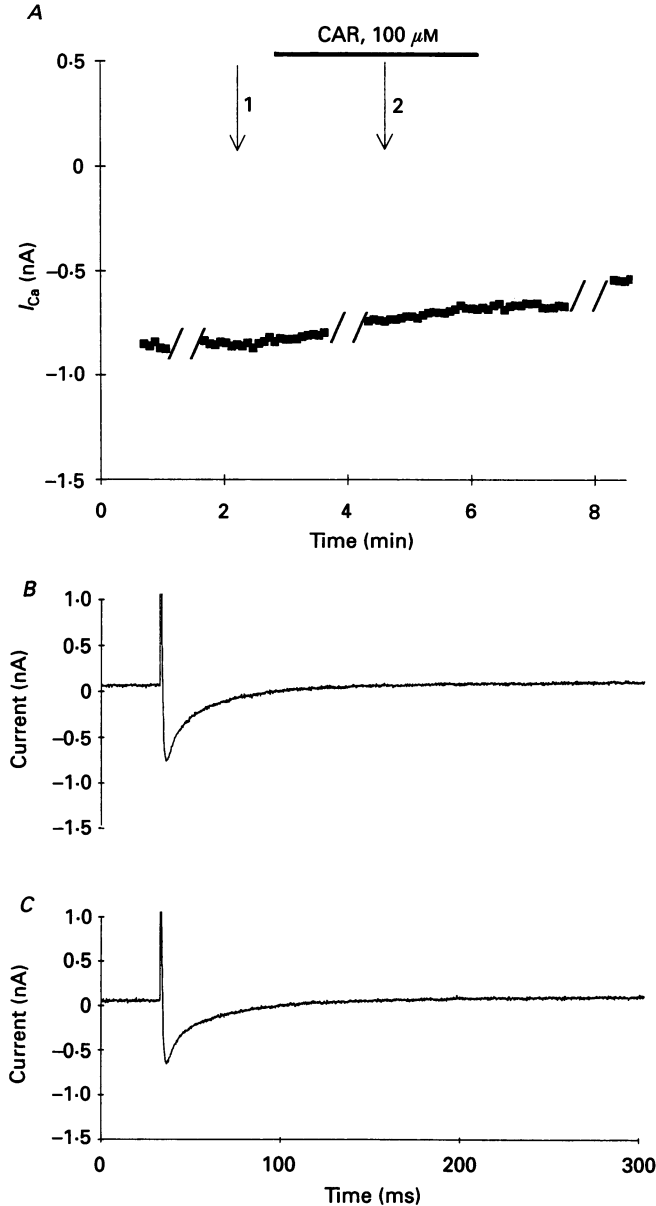 A
CAR, 100 μM
1
2
0·5
0
−0·5
−1·0
−1·5
I_Ca (nA)
0 2 4 6 8
Time (min)
B
1·0
0·5
0
−0·5
−1·0
−1·5
Current (nA)
C
1·0
0·5
0
−0·5
−1·0
−1·5
Current (nA)
0 100 200 300
Time (ms)